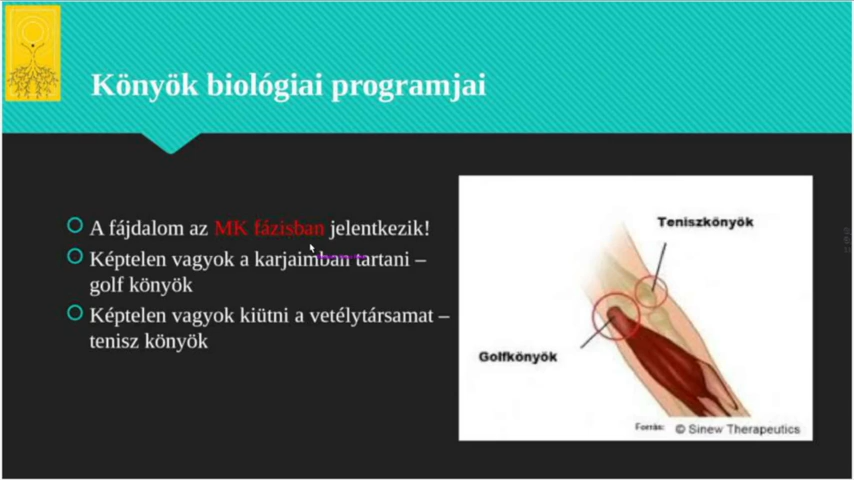 Könyök biológiai programjai
A fájdalom az MK fázisban jelentkezik!
Képtelen vagyok a karjaimban tartani –
golf könyök
Képtelen vagyok kiütni a vetélytársamat –
tenisz könyök
Teniszkönyök
Golfkönyök
Forrás: © Sinew Therapeutics